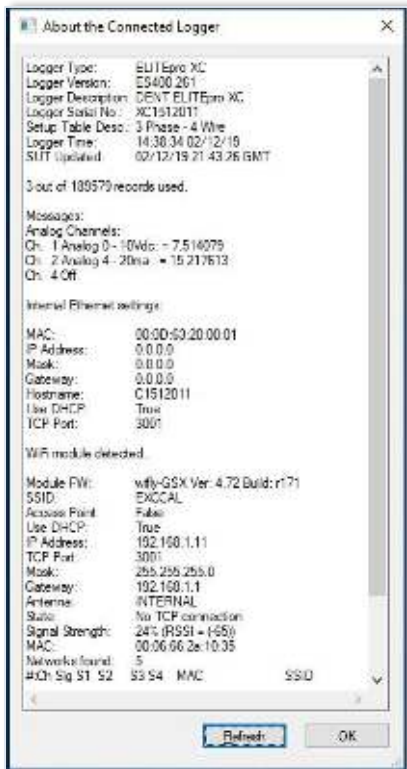 About the Connected Logger
Logger Type: ELITEpro XC
Logger Version: ES400.261
Logger Description: DENT ELITEpro XC
Logger Serial No.: XC1512011
Setup Table Desc.: 3 Phase - 4 Wire
Logger Time: 14:38:34 02/12/19
SUT Updated: 02/12/19 21:43:26 GMT
3 out of 189579 records used.
Messages:
Analog Channels:
Ch. 1 Analog 0 - 10Vdc: = 7.514079
Ch. 2 Analog 4 - 20ma = 15.217613
Ch. 4 Off
Internal Ethernet settings:
MAC: 00:0D:63:20:00:01
IP Address: 0.0.0.0
Mask: 0.0.0.0
Gateway: 0.0.0.0
Hostname: C1512011
Use DHCP: True
TCP Port: 3001
WiFi module detected.
Module FW: wifly-GSX Ver: 4.72 Build: r171
SSID: EXOCAL
Access Point: False
Use DHCP: True
IP Address: 192.168.1.11
TCP Port: 3001
Mask: 255.255.255.0
Gateway: 192.168.1.1
Antenna: INTERNAL
State: No TCP connection
Signal Strength: 24% (RSSI = (-65))
MAC: 00:06:66:2a:10:35
Networks found: 5
#:Ch Sig S1 S2 S3 S4 MAC SSID
Refresh OK